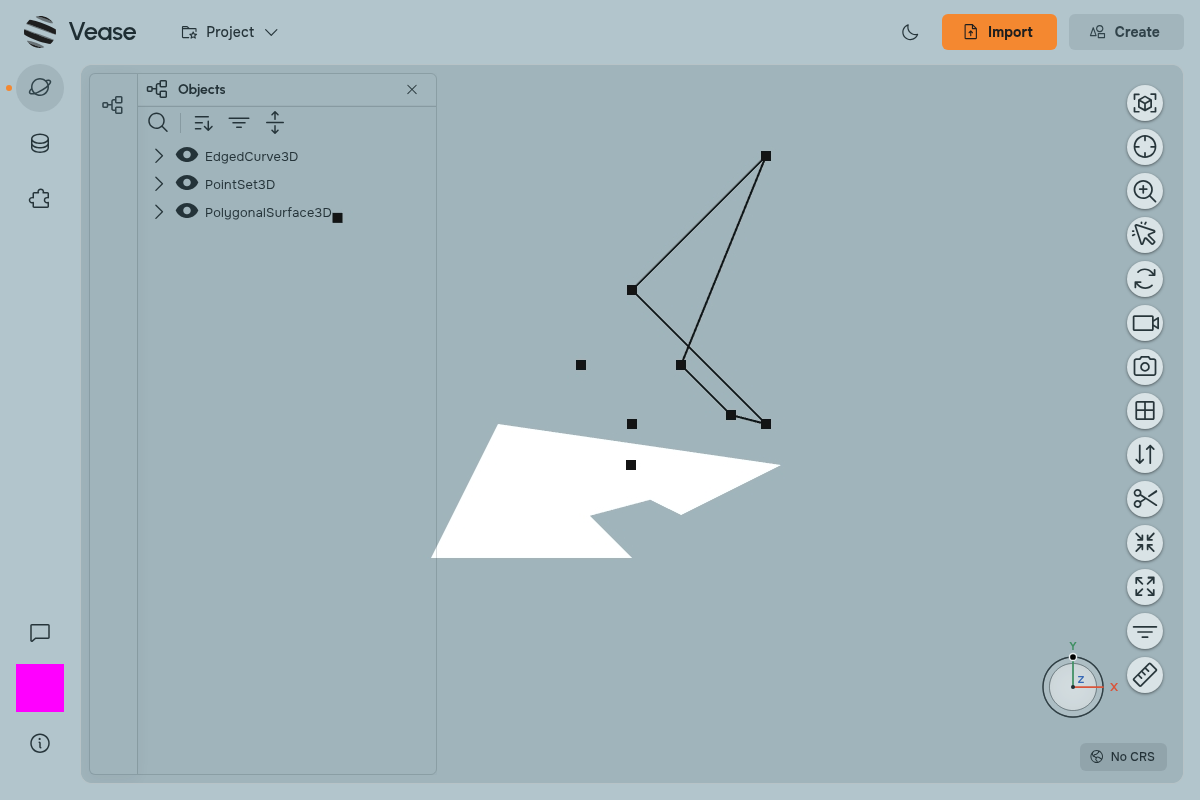 Vease
Project
Import
Create
Objects
EdgedCurve3D
PointSet3D
PolygonalSurface3D
Y
Z
X
No CRS